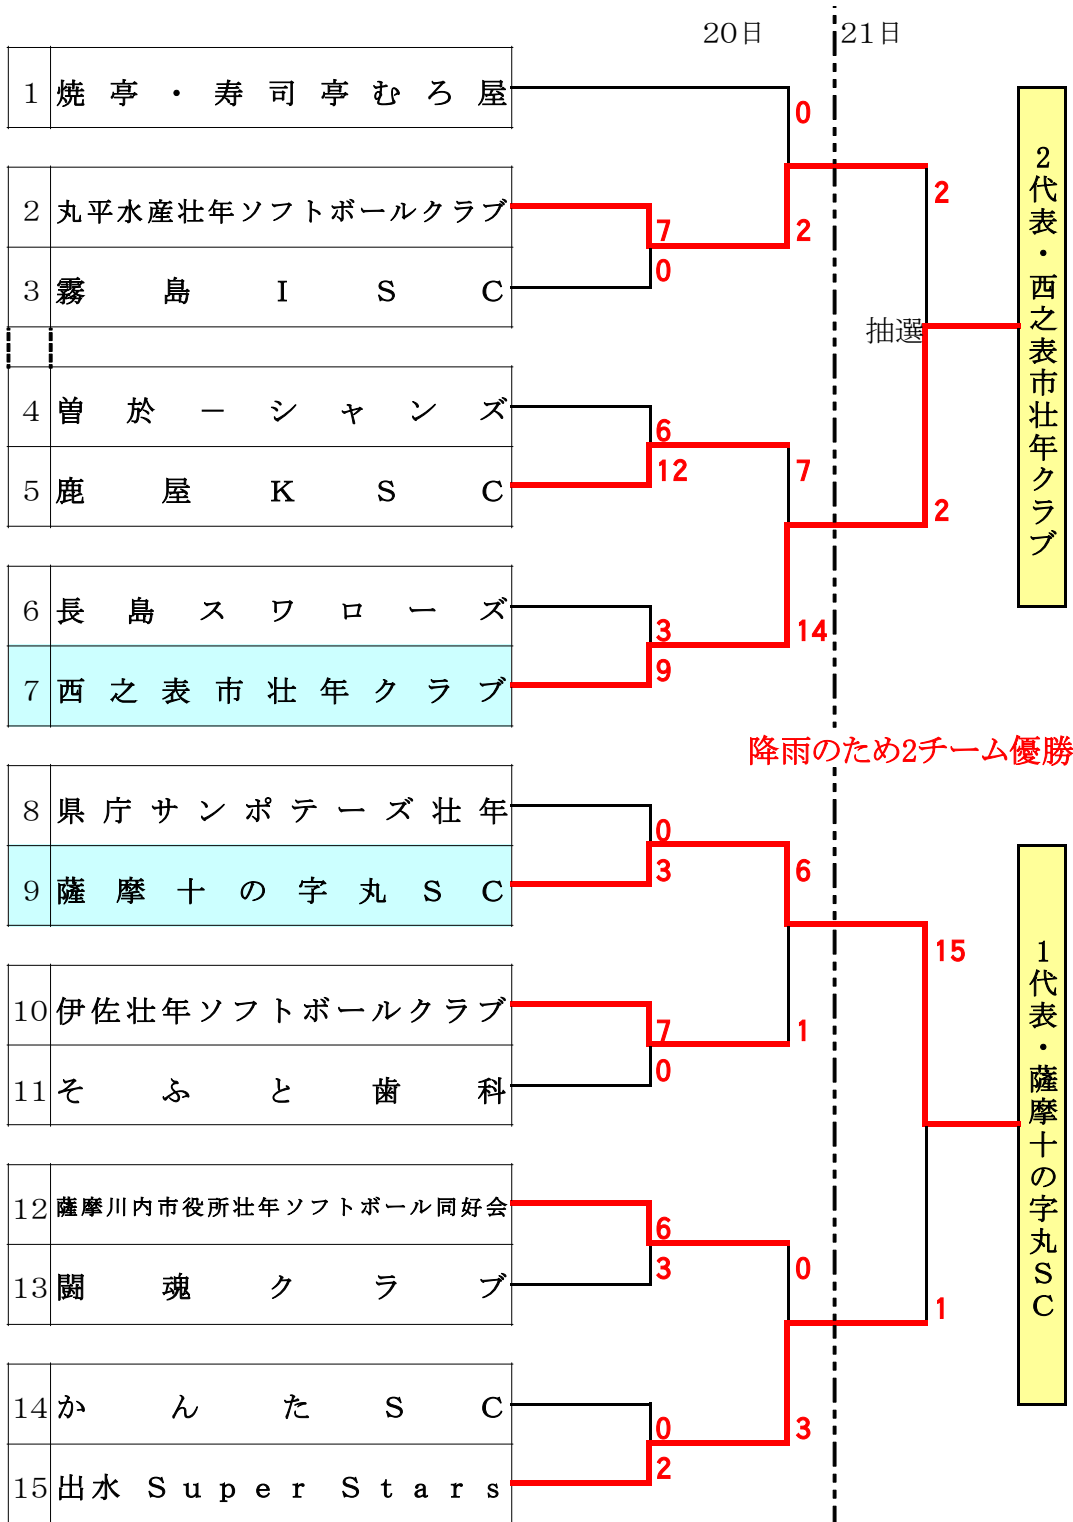 20日
21日
1 焼亭・寿司亭むろ屋
0
2 丸平水産壮年ソフトボールクラブ
2
7
2
3 霧島ISC
0
抽選
2代表・西之表市壮年クラブ
4 曽於ーシャンズ
6
5 鹿屋KSC
12
7
2
6 長島スワローズ
3
14
7 西之表市壮年クラブ
9
降雨のため2チーム優勝
8 県庁サンポテーズ壮年
0
9 薩摩十の字丸SC
3
6
15
10 伊佐壮年ソフトボールクラブ
7
1
11 そふと歯科
0
1代表・薩摩十の字丸SC
12 薩摩川内市役所壮年ソフトボール同好会
6
13 闘魂クラブ
3
0
1
14 かんたSC
0
3
15 出水 Super Stars
2